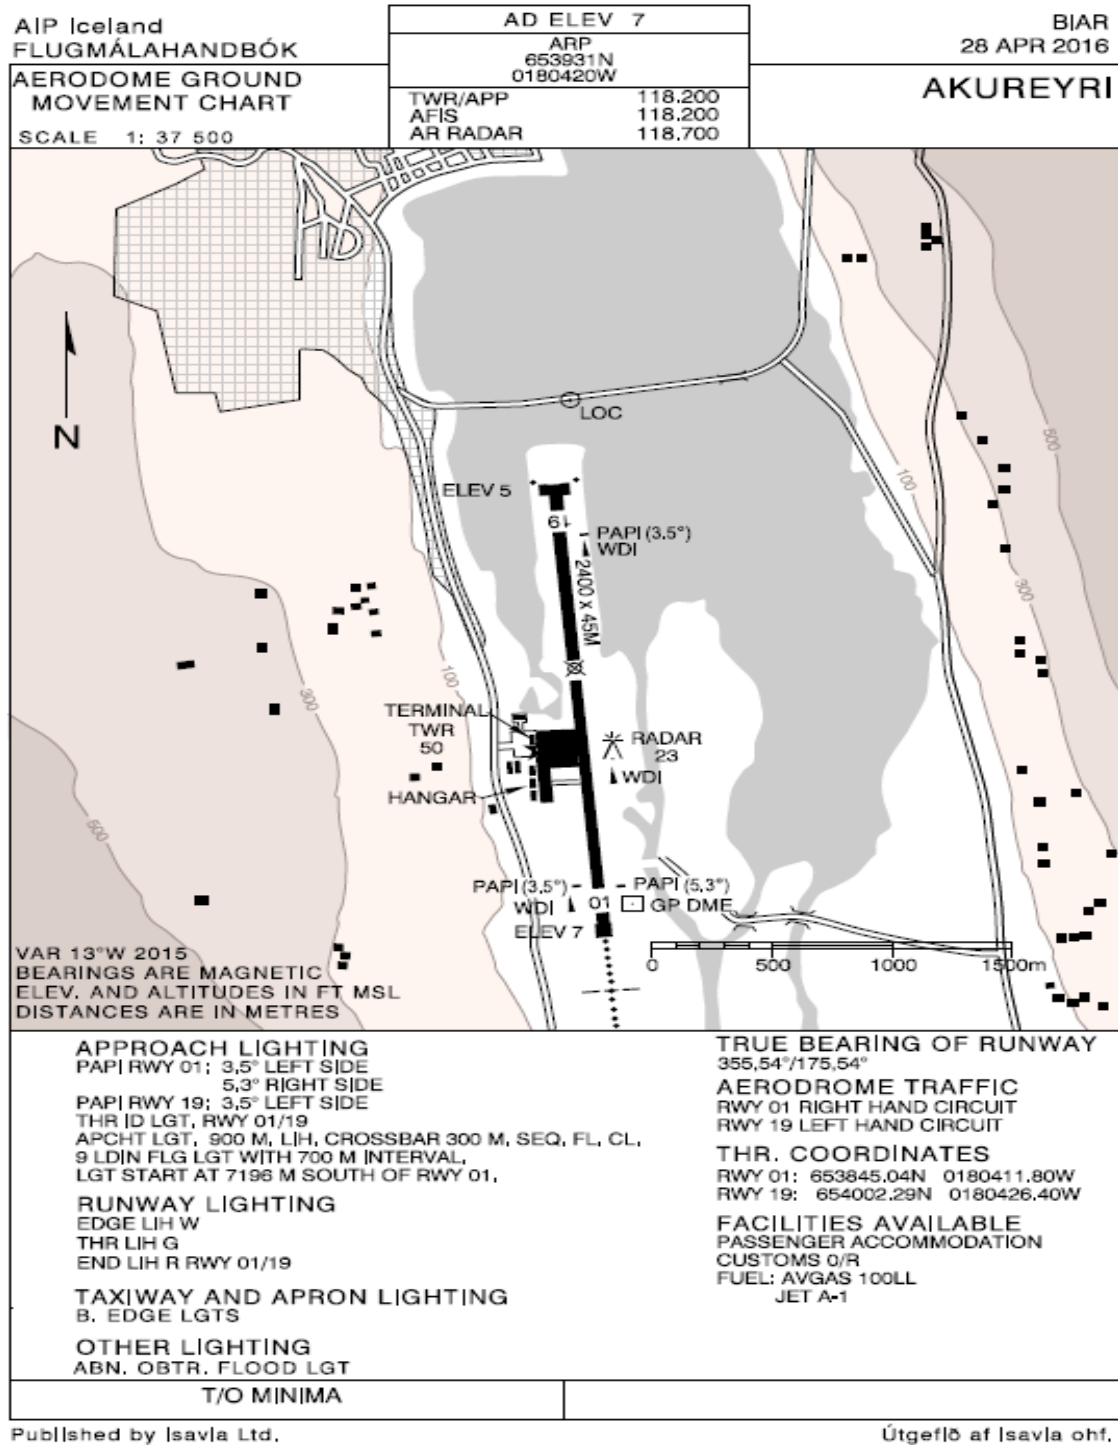 AIP Iceland
FLUGMÁLAHANDBÓK
AD ELEV 7
BIAR
28 APR 2016
ARP
653931N
0180420W
AERODOME GROUND
MOVEMENT CHART
SCALE 1: 37 500
TWR/APP 118.200
AFIS 118.200
AR RADAR 118.700
AKUREYRI
N
LOC
500
100
ELEV 5
19
PAPI (3.5°)
WDI
2400 x 45M
300
100
300
TERMINAL
TWR
50
RADAR
23
WDI
HANGAR
500
PAPI (3.5°)
PAPI (5,3°)
WDI
01
GP DME
ELEV 7
0 500 1000 1500m
VAR 13°W 2015
BEARINGS ARE MAGNETIC
ELEV. AND ALTITUDES IN FT MSL
DISTANCES ARE IN METRES
APPROACH LIGHTING
PAPI RWY 01; 3,5° LEFT SIDE
5,3° RIGHT SIDE
PAPI RWY 19; 3,5° LEFT SIDE
THR ID LGT, RWY 01/19
APCHT LGT, 900 M, LIH, CROSSBAR 300 M, SEQ, FL, CL,
9 LDIN FLG LGT WITH 700 M INTERVAL,
LGT START AT 7196 M SOUTH OF RWY 01,
RUNWAY LIGHTING
EDGE LIH W
THR LIH G
END LIH R RWY 01/19
TAXIWAY AND APRON LIGHTING
B. EDGE LGTS
OTHER LIGHTING
ABN. OBTR. FLOOD LGT
TRUE BEARING OF RUNWAY
355,54°/175,54°
AERODROME TRAFFIC
RWY 01 RIGHT HAND CIRCUIT
RWY 19 LEFT HAND CIRCUIT
THR. COORDINATES
RWY 01: 653845.04N 0180411.80W
RWY 19: 654002.29N 0180426.40W
FACILITIES AVAILABLE
PASSENGER ACCOMMODATION
CUSTOMS 0/R
FUEL: AVGAS 100LL
JET A-1
T/O MINIMA
Published by Isavia Ltd.
Útgefið af Isavia ohf.